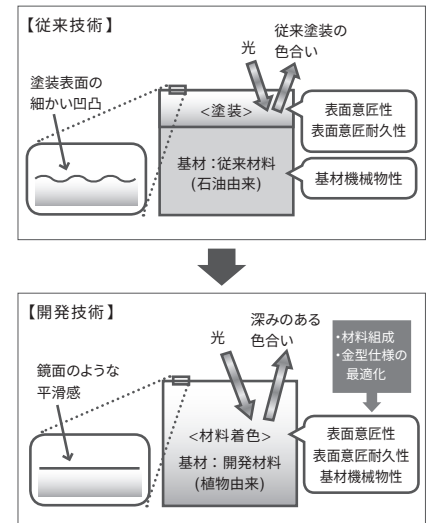 【従来技術】
光
従来塗装の
色合い
塗装表面の
細かい凹凸
<塗装>
表面意匠性
表面意匠耐久性
基材：従来材料
(石油由来)
基材機械物性
【開発技術】
光
深みのある
色合い
・材料組成
・金型仕様の
最適化
鏡面のような
平滑感
<材料着色>
基材：開発材料
(植物由来)
表面意匠性
表面意匠耐久性
基材機械物性